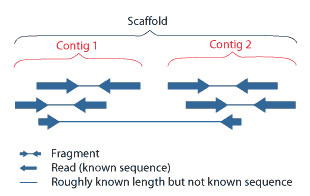 Scaffold
Contig 1
Contig 2
Fragment
Read (known sequence)
Roughly known length but not known sequence